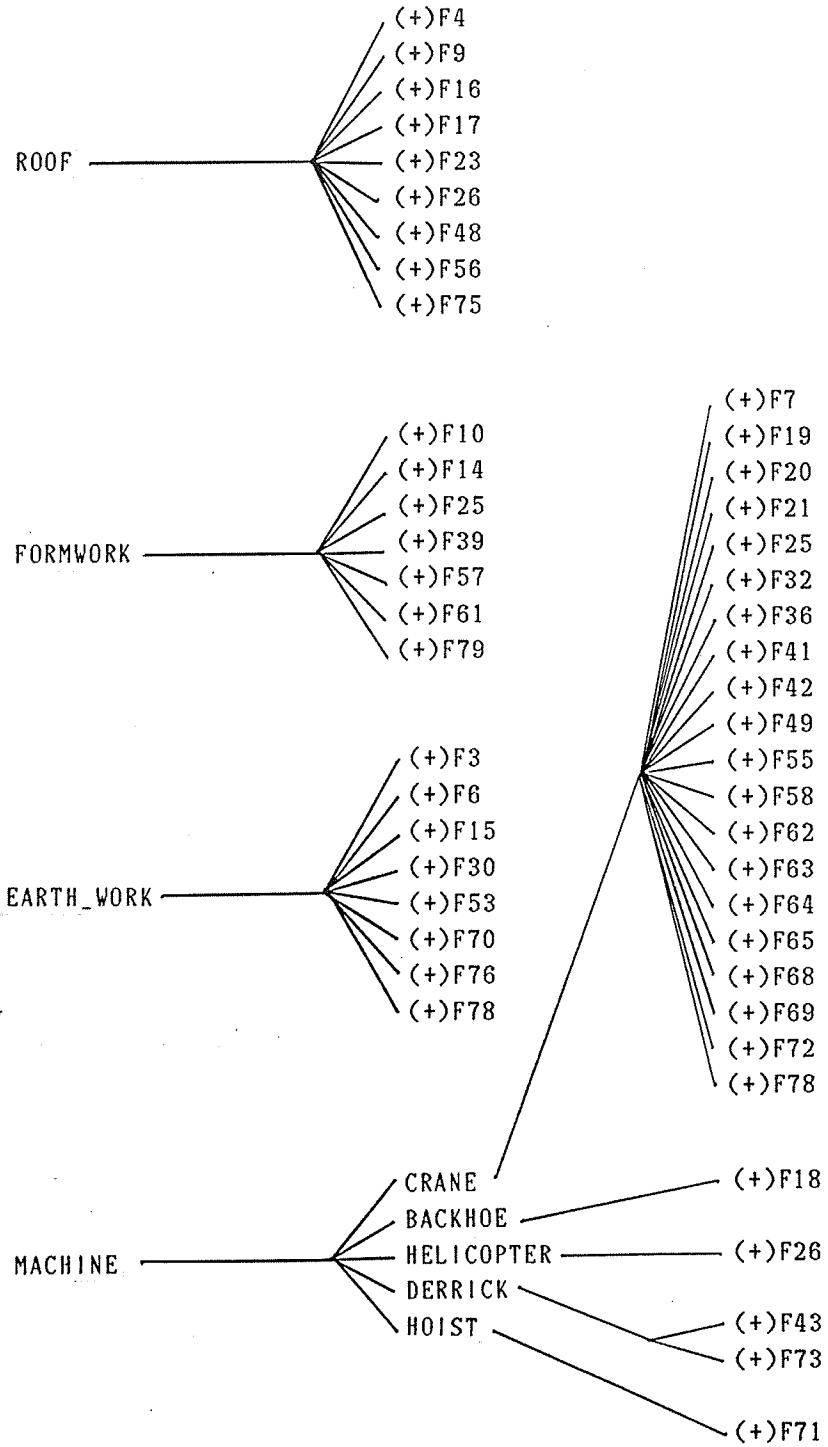 (+)F4
(+)F9
(+)F16
(+)F17
ROOF (+)F23
(+)F26
(+)F48
(+)F56
(+)F75
(+)F10
(+)F14
(+)F25
FORMWORK (+)F39
(+)F57
(+)F61
(+)F79
(+)F3
(+)F6
(+)F15
(+)F30
EARTH_WORK (+)F53
(+)F70
(+)F76
(+)F78
(+)F7
(+)F19
(+)F20
(+)F21
(+)F25
(+)F32
(+)F36
(+)F41
(+)F42
(+)F49
(+)F55
(+)F58
(+)F62
(+)F63
(+)F64
(+)F65
(+)F68
(+)F69
(+)F72
(+)F78
CRANE (+)F18
BACKHOE
MACHINE HELICOPTER (+)F26
DERRICK
HOIST (+)F43
(+)F73
(+)F71